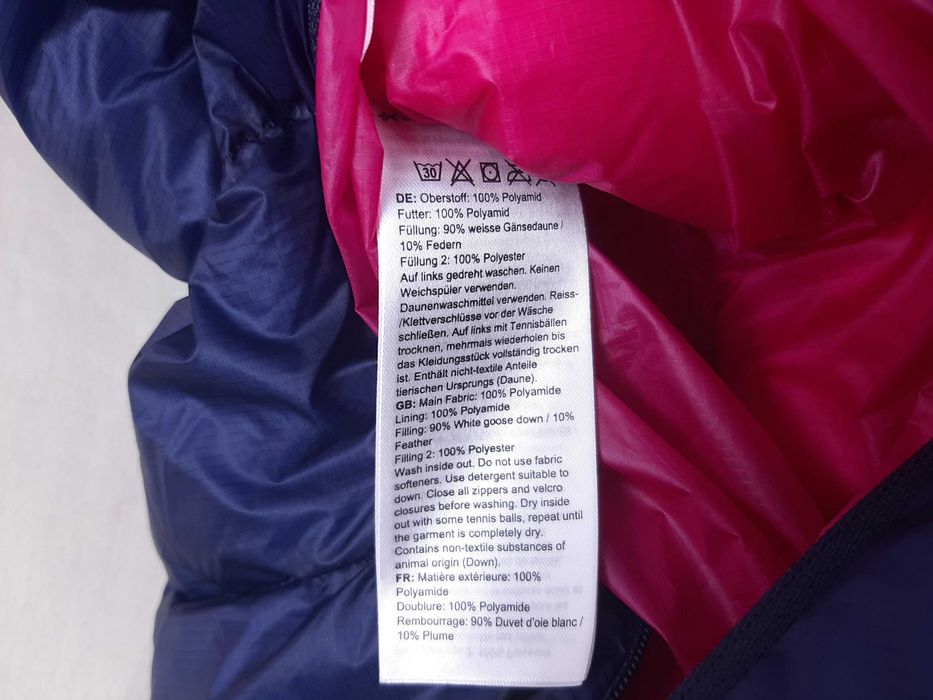 30
DE: Oberstoff: 100% Polyamid
Futter: 100% Polyamid
Füllung: 90% weisse Gänsedaune /
10% Federn
Füllung 2: 100% Polyester
Auf links gedreht waschen. Keinen
Weichspüler verwenden.
Daunenwaschmittel verwenden. Reiss-
/Klettverschlüsse vor der Wäsche
schließen. Auf links mit Tennisbällen
trocknen, mehrmals wiederholen bis
das Kleidungsstück vollständig trocken
ist. Enthält nicht-textile Anteile
tierischen Ursprungs (Daune).
GB: Main Fabric: 100% Polyamide
Lining: 100% Polyamide
Filling: 90% White goose down / 10%
Feather
Filling 2: 100% Polyester
Wash inside out. Do not use fabric
softeners. Use detergent suitable to
down. Close all zippers and velcro
closures before washing. Dry inside
out with some tennis balls, repeat until
the garment is completely dry.
Contains non-textile substances of
animal origin (Down).
FR: Matière extérieure: 100%
Polyamide
Doublure: 100% Polyamide
Rembourrage: 90% Duvet d'oie blanc /
10% Plume